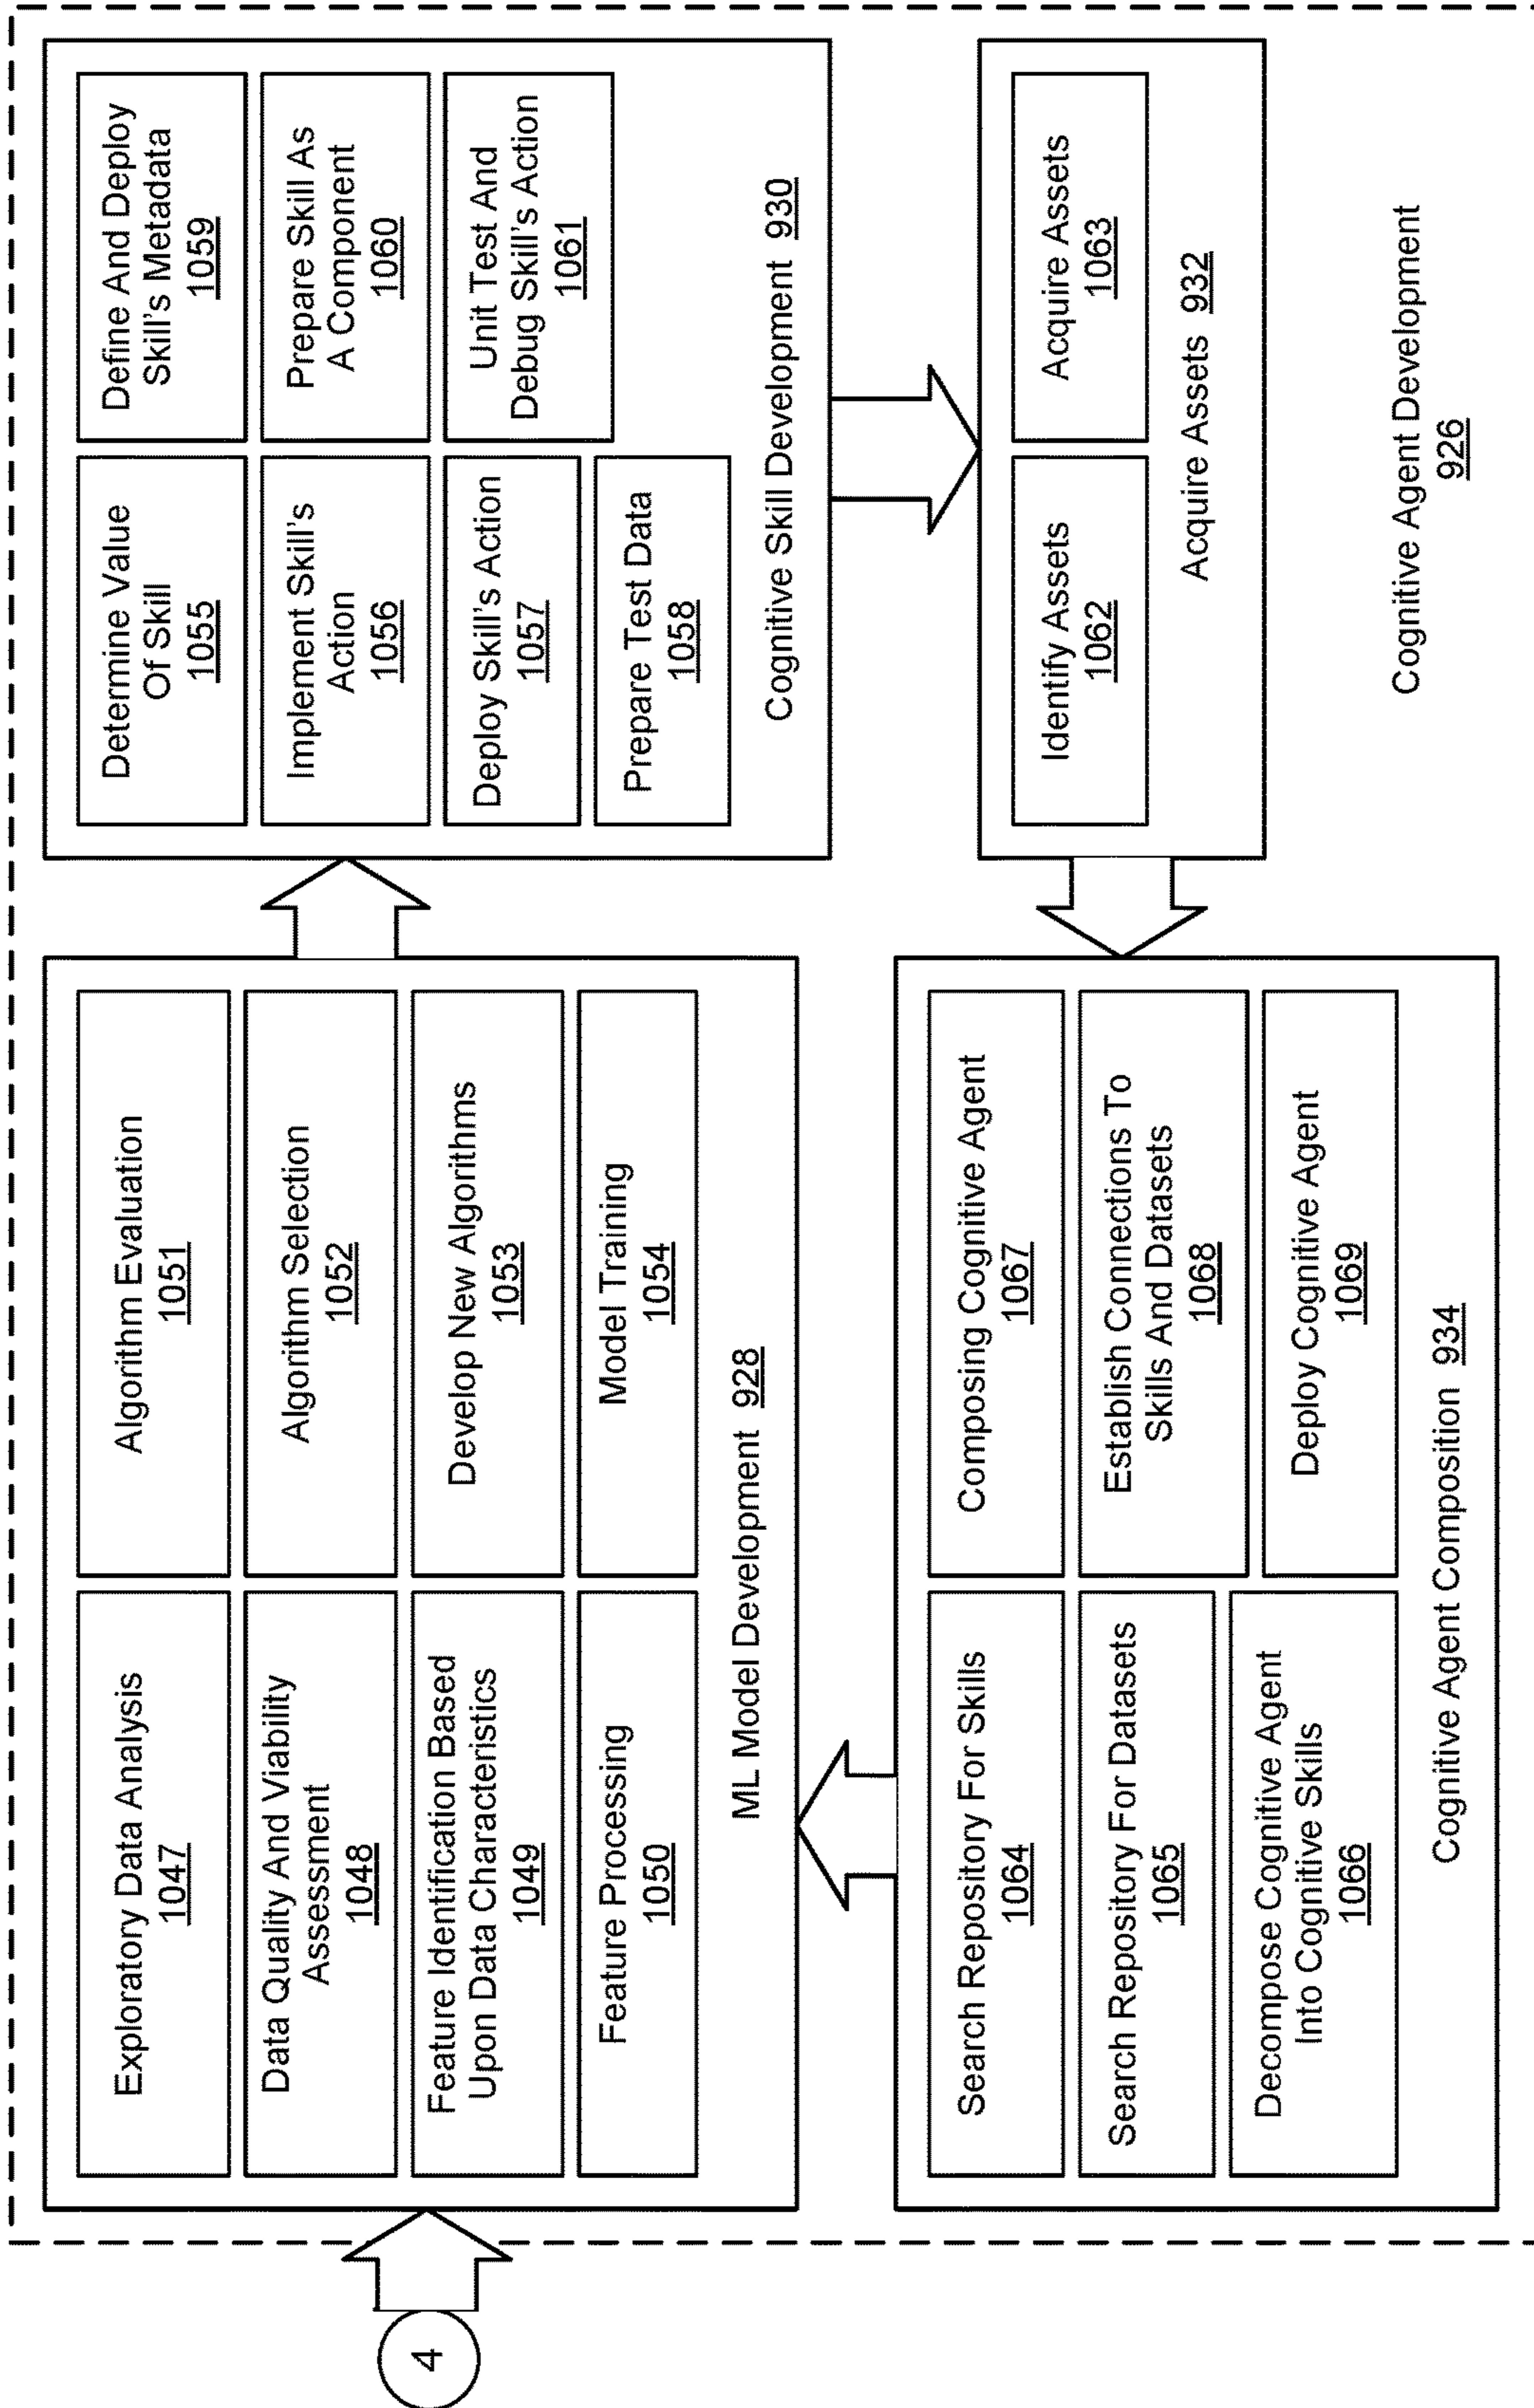 4
Exploratory Data Analysis
1047
Data Quality And Viability
Assessment
1048
Feature Identification Based
Upon Data Characteristics
1049
Feature Processing
1050
Algorithm Evaluation
1051
Algorithm Selection
1052
Develop New Algorithms
1053
Model Training
1054
ML Model Development 928
Determine Value
Of Skill
1055
Implement Skill's
Action
1056
Deploy Skill's Action
1057
Prepare Test Data
1058
Define And Deploy
Skill's Metadata
1059
Prepare Skill As
A Component
1060
Unit Test And
Debug Skill's Action
1061
Cognitive Skill Development 930
Search Repository For Skills
1064
Search Repository For Datasets
1065
Decompose Cognitive Agent
Into Cognitive Skills
1066
Composing Cognitive Agent
1067
Establish Connections To
Skills And Datasets
1068
Deploy Cognitive Agent
1069
Cognitive Agent Composition 934
Identify Assets
1062
Acquire Assets
1063
Acquire Assets 932
Cognitive Agent Development
926